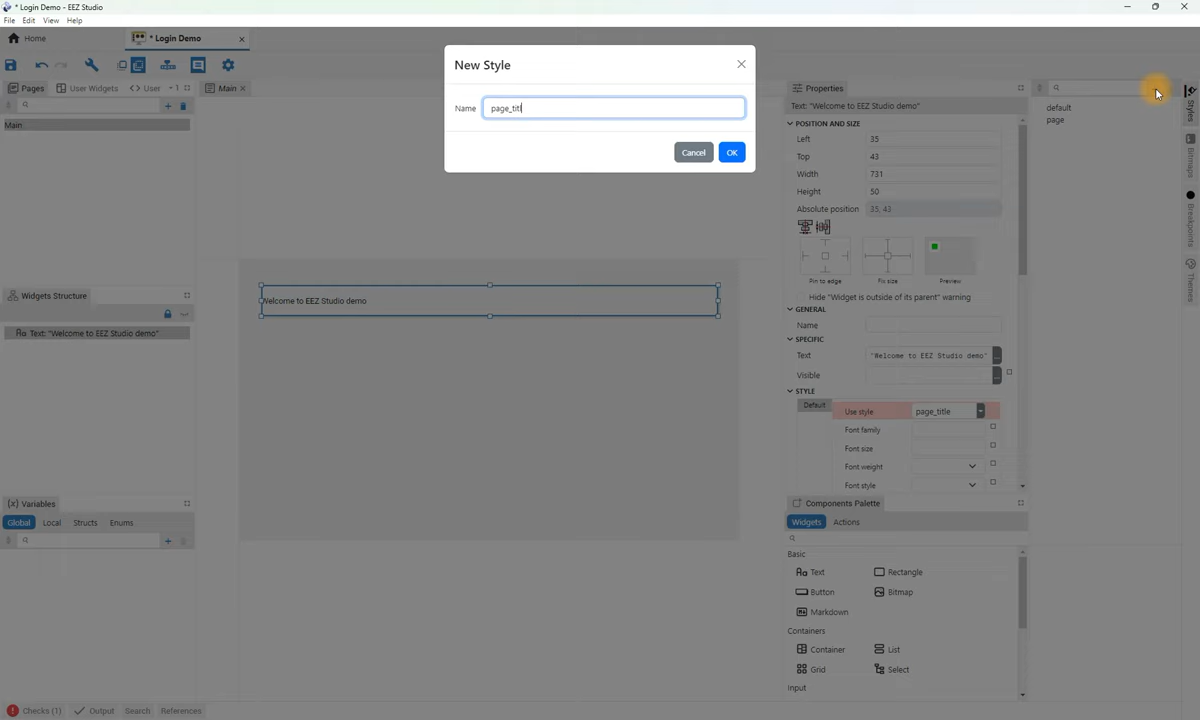 * Login Demo - EEZ Studio
File Edit View Help
Home
* Login Demo
Pages
User Widgets
User
1
Main
Main
Widgets Structure
Text: "Welcome to EEZ Studio demo"
Variables
Global Local Structs Enums
Checks (1)
Output
Search
References
Welcome to EEZ Studio demo
New Style
Name
page_titl
Cancel
OK
Properties
Text: "Welcome to EEZ Studio demo"
POSITION AND SIZE
Left 35
Top 43
Width 731
Height 50
Absolute position 35, 43
Pin to edge Fix size Preview
Hide "Widget is outside of its parent" warning
GENERAL
Name
SPECIFIC
Text "Welcome to EEZ Studio demo"
Visible
STYLE
Default
Use style page_title
Font family
Font size
Font weight
Font style
Components Palette
Widgets Actions
Basic
Text Rectangle
Button Bitmap
Markdown
Containers
Container List
Grid Select
Input
default
page
Styles
Bitmaps
Breakpoints
Themes